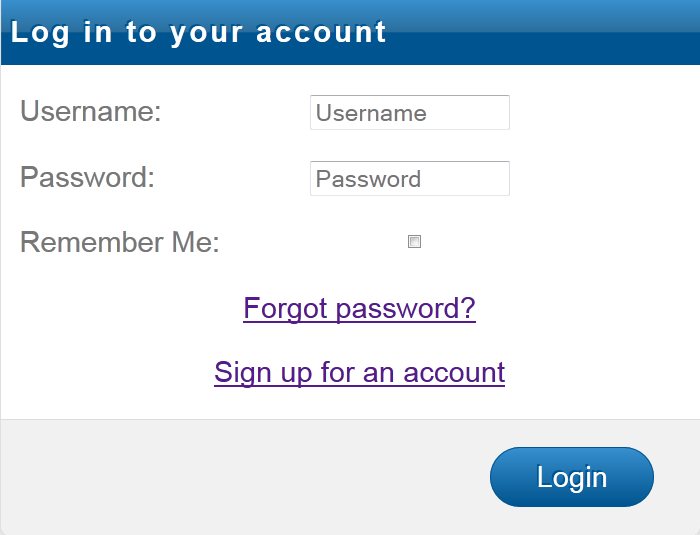 Log in to your account
Username: Username
Password: Password
Remember Me:
Forgot password?
Sign up for an account
Login